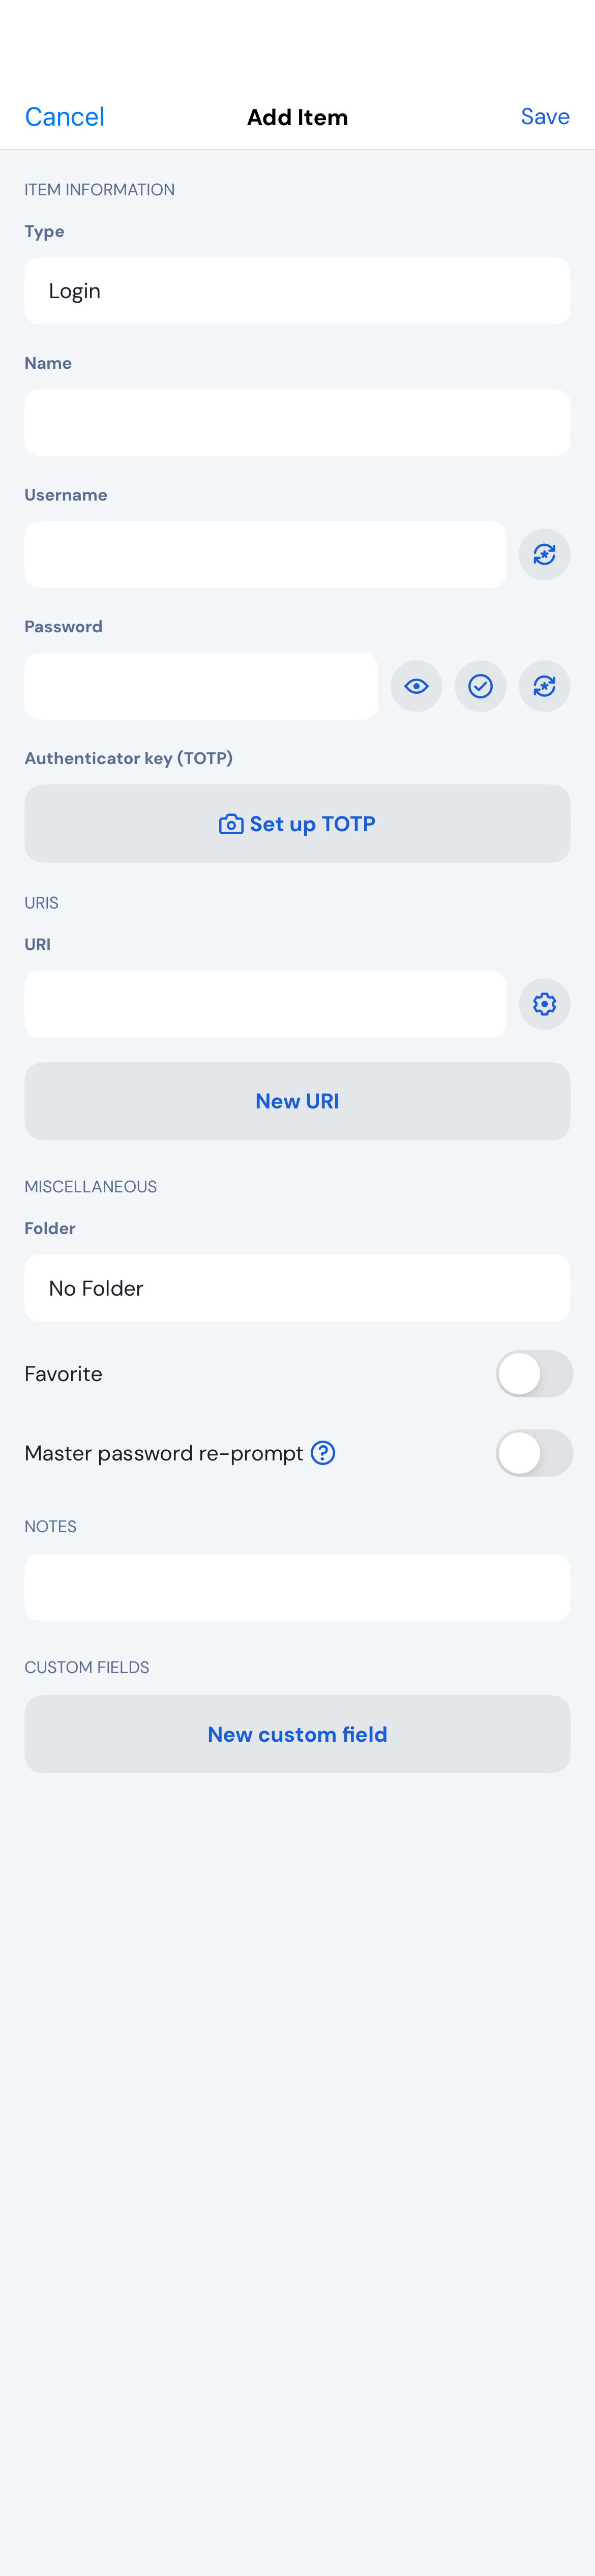 Cancel Add Item Save
ITEM INFORMATION
Type
Login
Name
Username
Password
Authenticator key (TOTP)
Set up TOTP
URIS
URI
New URI
MISCELLANEOUS
Folder
No Folder
Favorite
Master password re-prompt
NOTES
CUSTOM FIELDS
New custom field